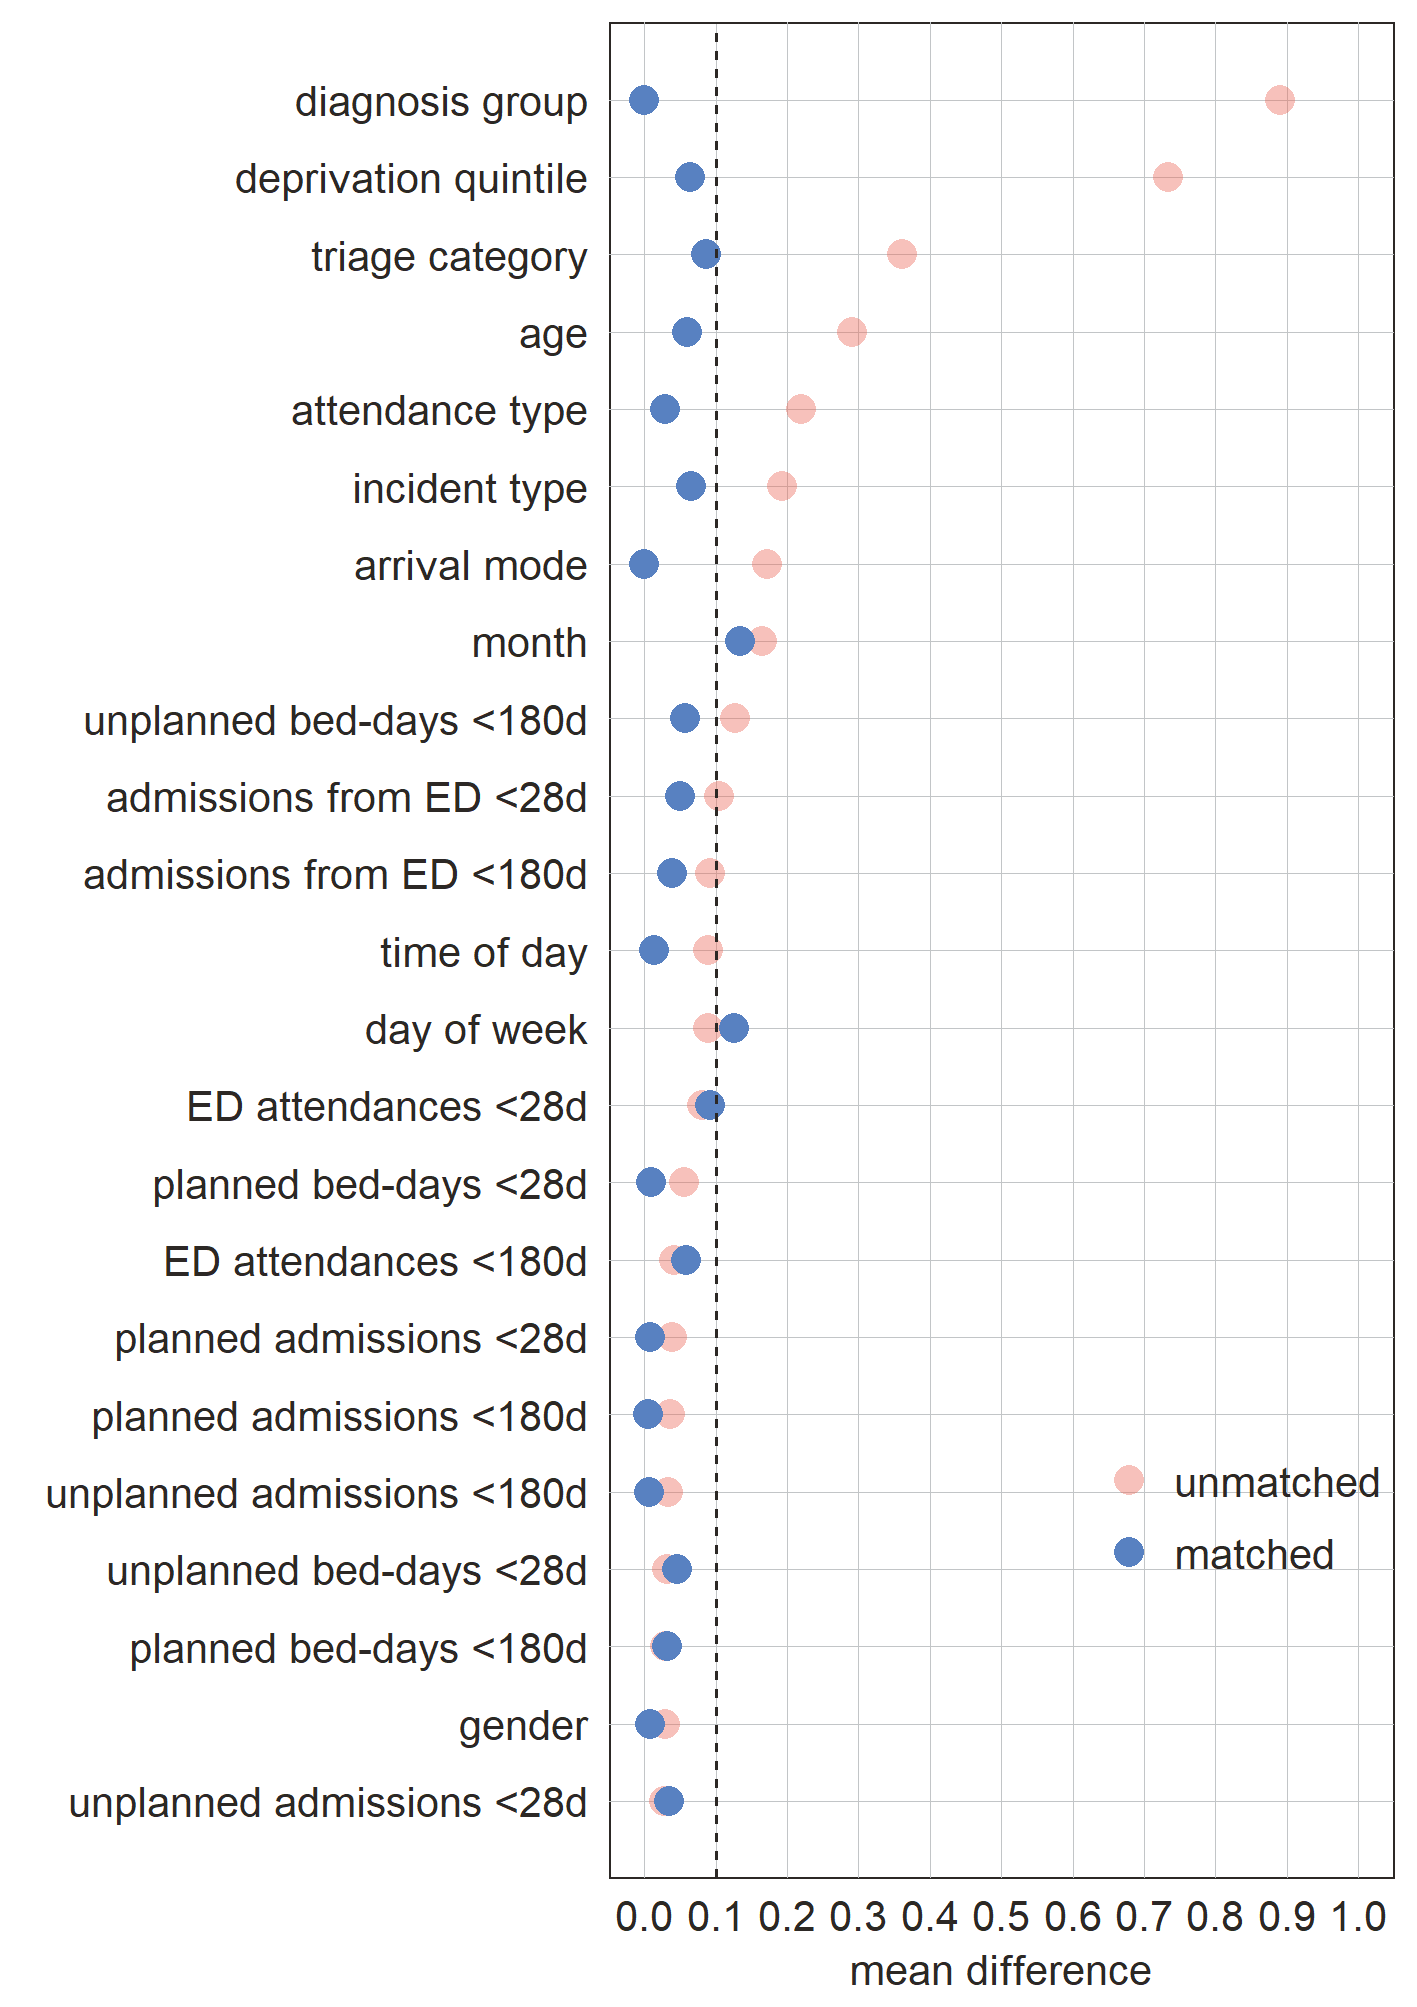 diagnosis group
deprivation quintile
triage category
age
attendance type
incident type
arrival mode
month
unplanned bed-days <180d
admissions from ED <28d
admissions from ED <180d
time of day
day of week
ED attendances <28d
planned bed-days <28d
ED attendances <180d
planned admissions <28d
planned admissions <180d
unplanned admissions <180d
unplanned bed-days <28d
planned bed-days <180d
gender
unplanned admissions <28d
unmatched
matched
0.0 0.1 0.2 0.3 0.4 0.5 0.6 0.7 0.8 0.9 1.0
mean difference